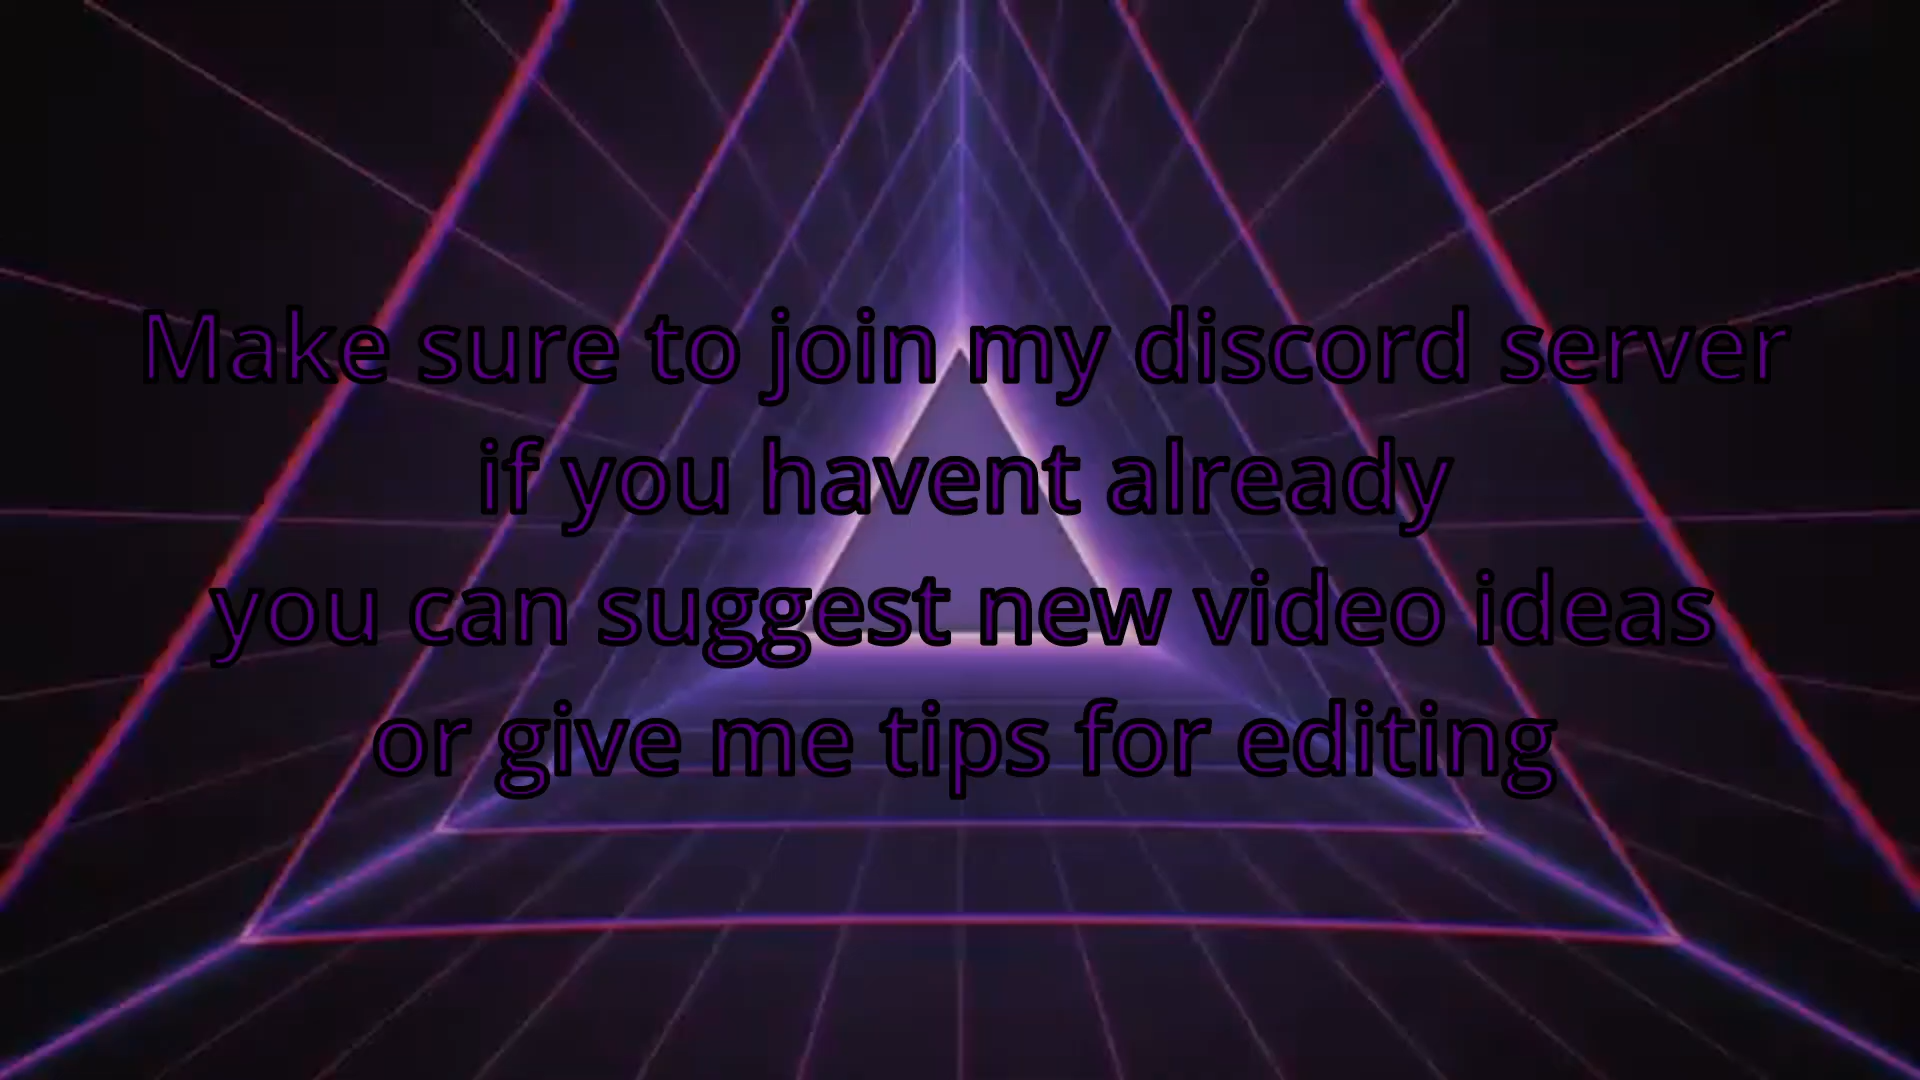 Make sure to join my discord server
if you havent already
you can suggest new video ideas
or give me tips for editing